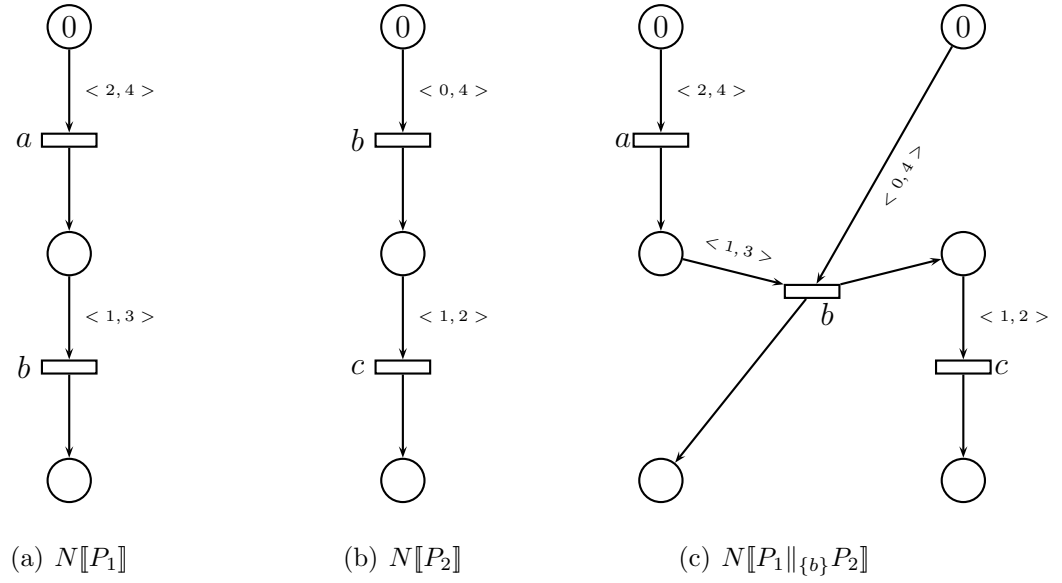 0
< 2, 4 >
a
< 1, 3 >
b
(a) N⟦P₁⟧
0
< 0, 4 >
b
< 1, 2 >
c
(b) N⟦P₂⟧
0
0
< 2, 4 >
a
< 0, 4 >
< 1, 3 >
b
< 1, 2 >
c
(c) N⟦P₁∥{b}P₂⟧